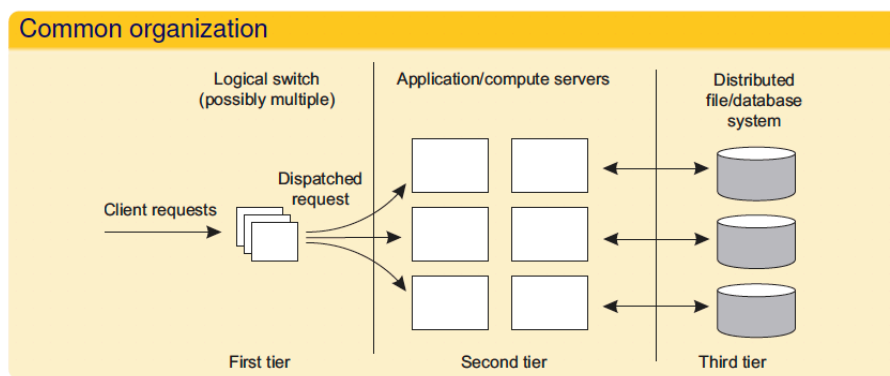 Common organization
Logical switch
(possibly multiple)
Application/compute servers
Distributed
file/database
system
Dispatched
request
Client requests
First tier
Second tier
Third tier